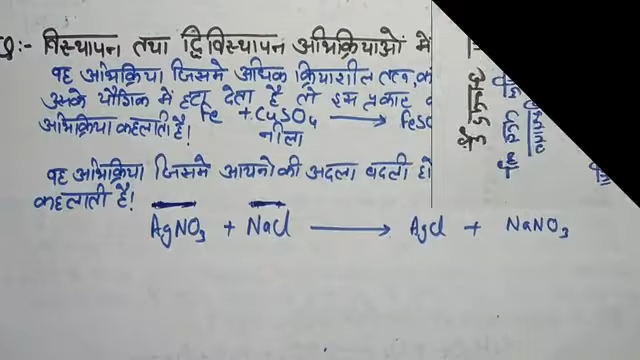 Q:- विस्थापन तथा द्विविस्थापन अभिक्रियाओं में
वह अभिक्रिया जिसमे अधिक क्रियाशील तत्व,
उसके यौगिक में हटा देता है तो इस प्रकार
अभिक्रिया कहलाती है! Fe + CuSO₄ ⟶ FeSO
नीला
वह अभिक्रिया जिसमे आयनो की अदला बदली हो
कहलाती है!
AgNO₃ + NaCl ⟶ AgCl + NaNO₃